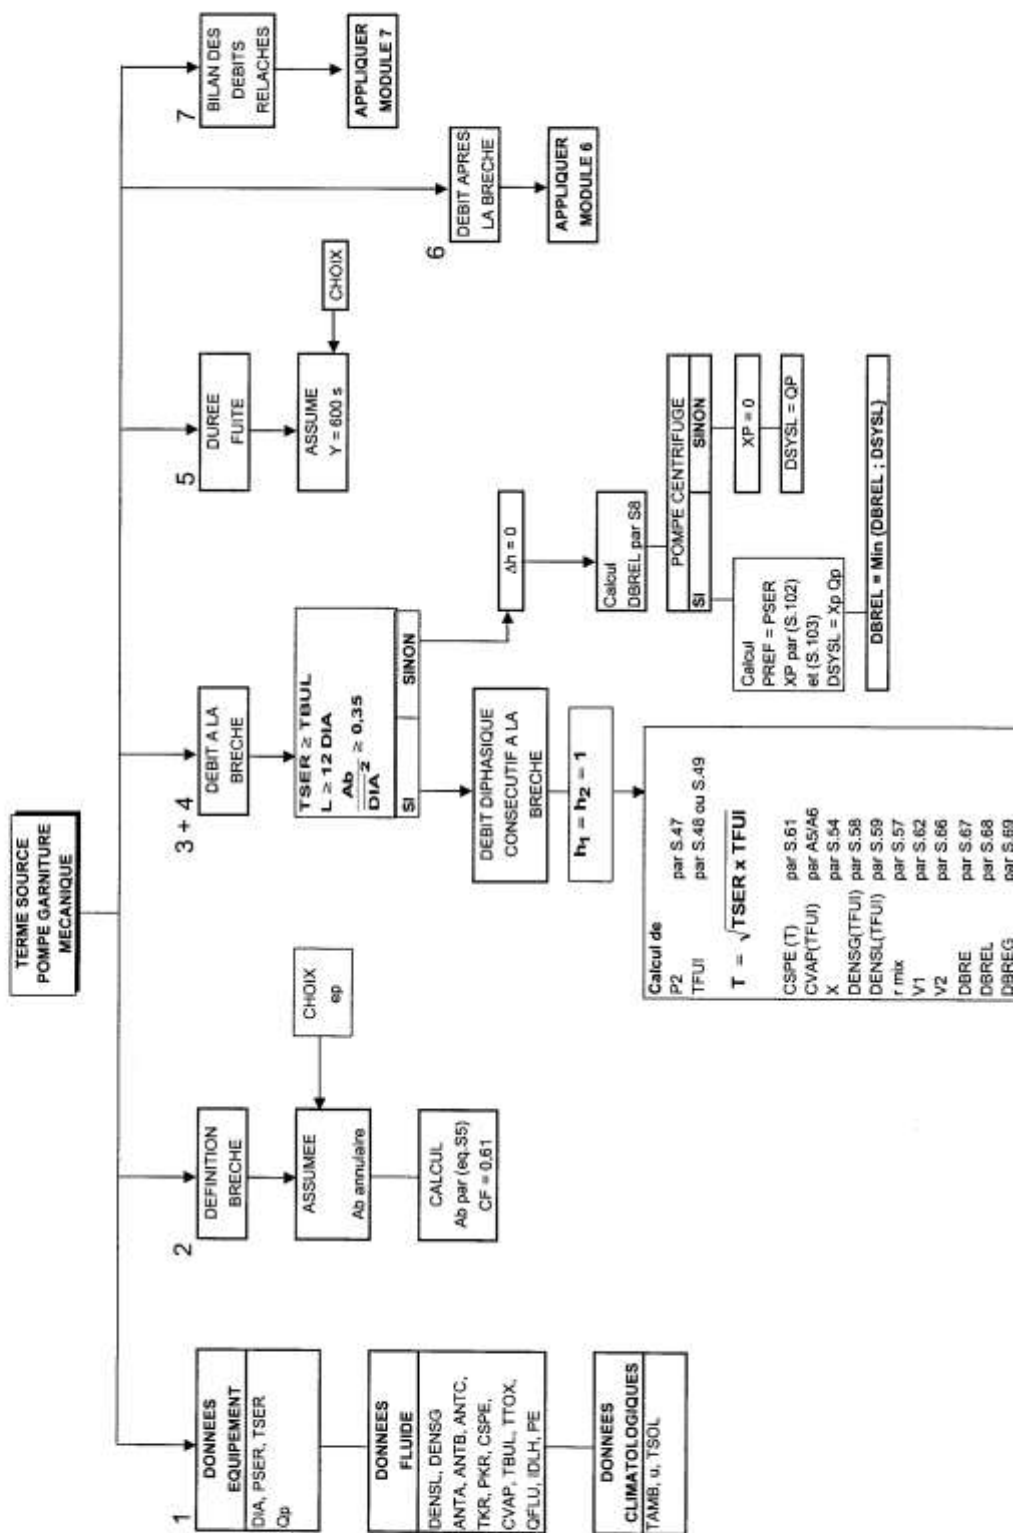 TERME SOURCE
POMPE GARNITURE
MECANIQUE
1
DONNEES
EQUIPEMENT
DIA, PSER, TSER
Qp
DONNEES
FLUIDE
DENSL, DENSG
ANTA, ANTB, ANTC,
TKR, PKR, CSPE,
CVAP, TBUL, TTOX,
QFLU, IDLH, PE
DONNEES
CLIMATOLOGIQUES
TAMB, u, TSOL
2
DEFINITION
BRECHE
ASSUMEE
Ab annulaire
CHOIX
ep
CALCUL
Ab par (eq.S5)
CF = 0,61
3 + 4
DEBIT A LA
BRECHE
TSER ≥ TBUL
L ≥ 12 DIA
Ab
DIA² ≥ 0,35
SI
SINON
DEBIT DIPHASIQUE
CONSECUTIF A LA
BRECHE
h1 = h2 = 1
Calcul de
P2 par S.47
TFUI par S.48 ou S.49
T = √TSER x TFUI
CSPE (T) par S.61
CVAP(TFUI) par A5/A6
X par S.54
DENSG(TFUI) par S.58
DENSL(TFUI) par S.59
r mix par S.57
V1 par S.62
V2 par S.66
DBRE par S.67
DBREL par S.68
DBREG par S.69
Δh = 0
Calcul
DBREL par S8
POMPE CENTRIFUGE
SI
SINON
Calcul
PREF = PSER
XP par (S.102)
et (S.103)
DSYSL = Xp Qp
XP = 0
DSYSL = QP
DBREL = Min (DBREL ; DSYSL)
5
DUREE
FUITE
ASSUME
Y = 600 s
CHOIX
6
DEBIT APRES
LA BRECHE
APPLIQUER
MODULE 6
7
BILAN DES
DEBITS
RELACHES
APPLIQUER
MODULE 7